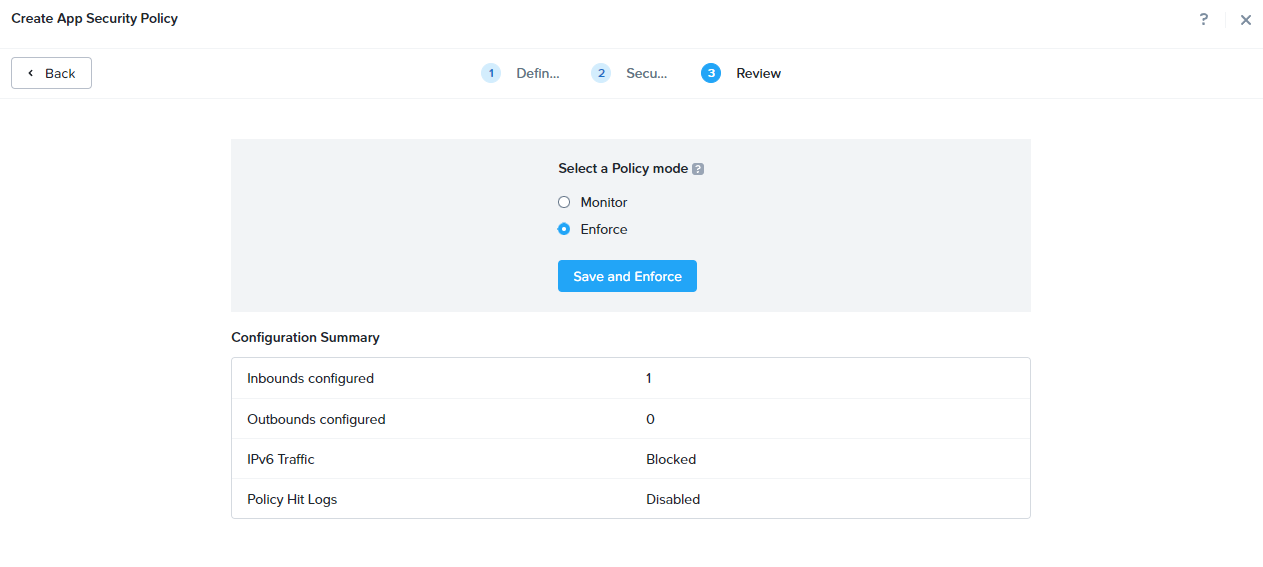 Create App Security Policy
?
Back
1 Defin... 2 Secu... 3 Review
Select a Policy mode ?
Monitor
Enforce
Save and Enforce
Configuration Summary
Inbounds configured 1
Outbounds configured 0
IPv6 Traffic Blocked
Policy Hit Logs Disabled